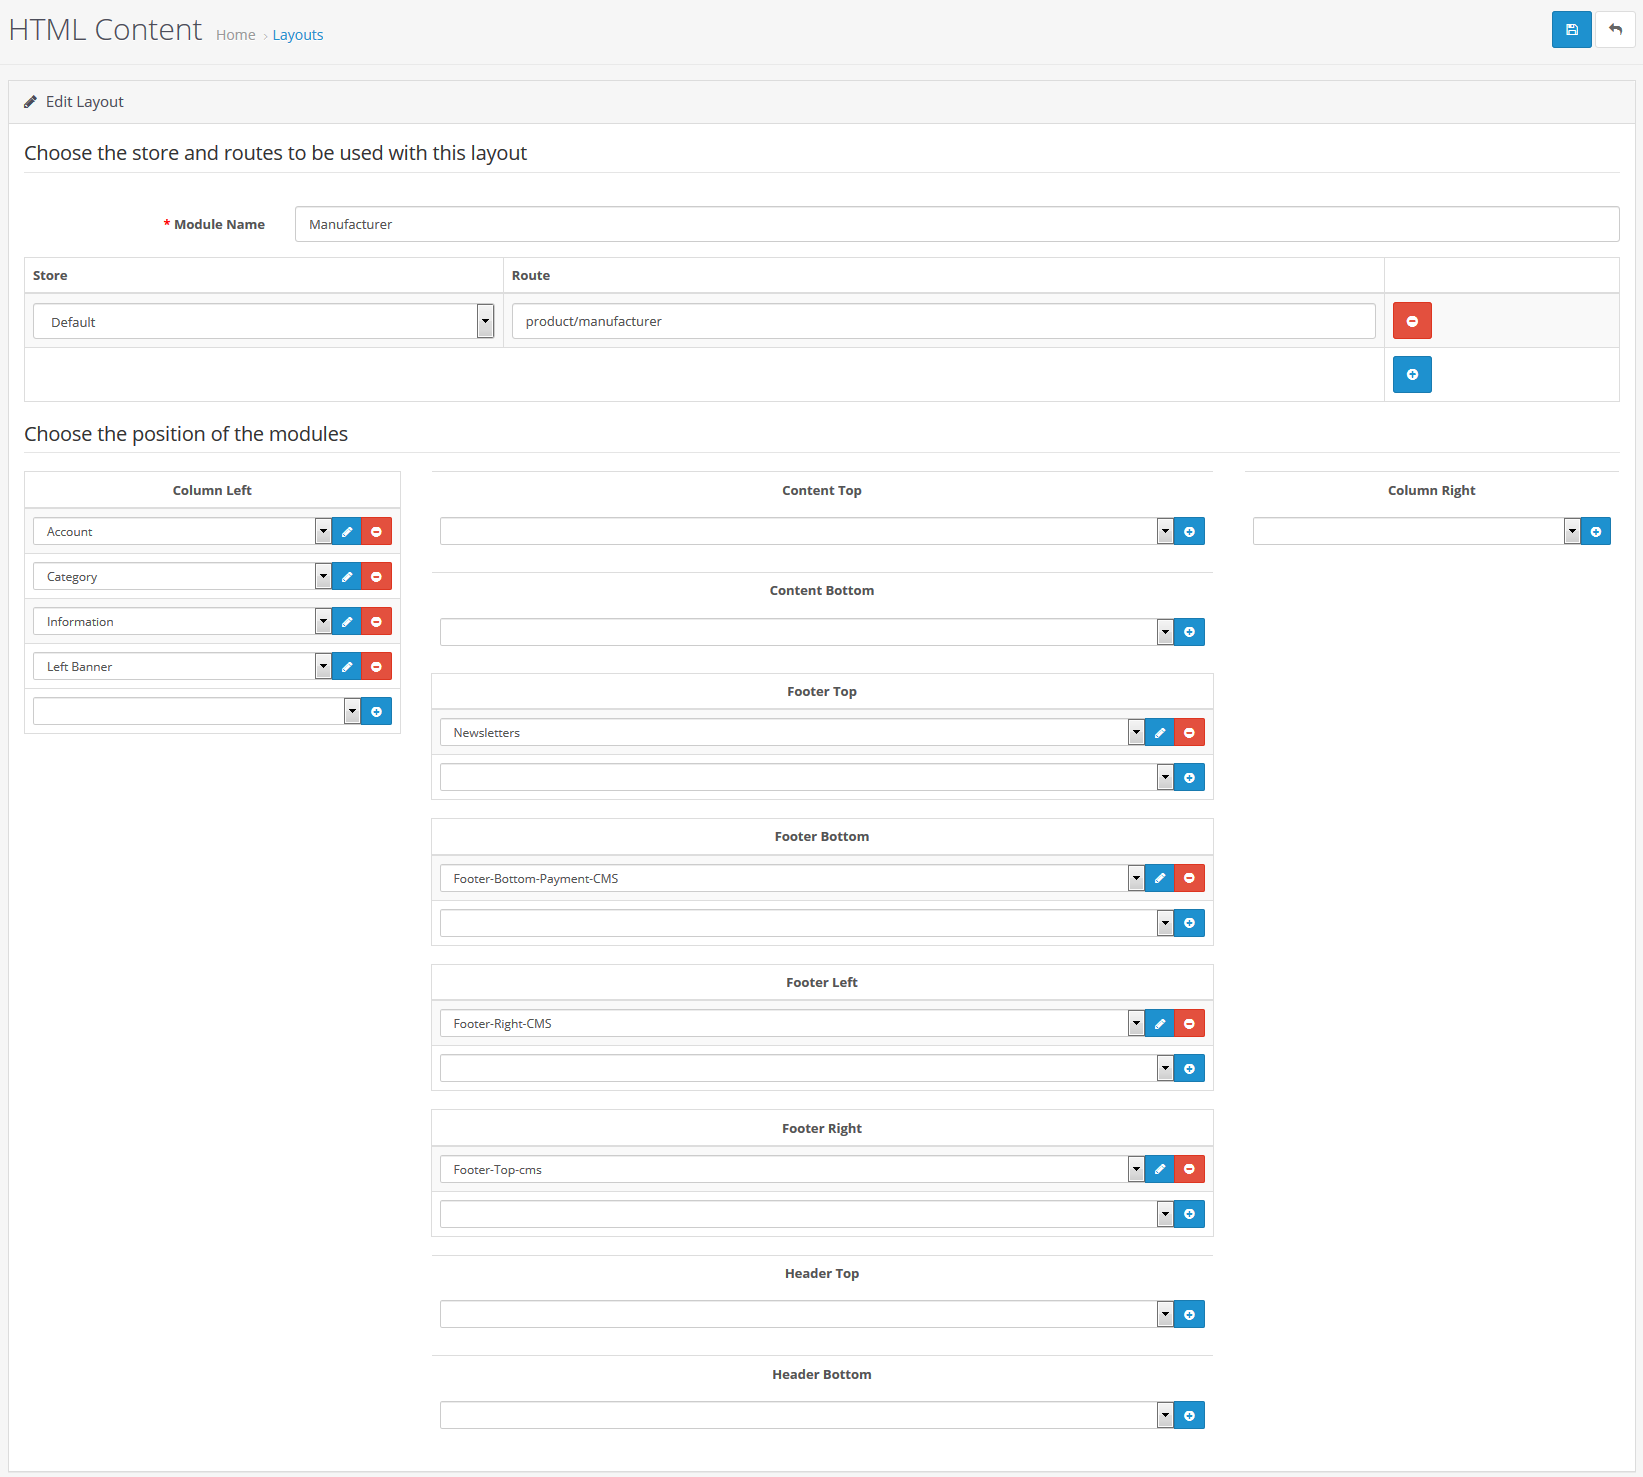 HTML Content Home › Layouts
Edit Layout
Choose the store and routes to be used with this layout
* Module Name Manufacturer
Store Route
Default product/manufacturer
Choose the position of the modules
Column Left
Account
Category
Information
Left Banner
Content Top
Content Bottom
Footer Top
Newsletters
Footer Bottom
Footer-Bottom-Payment-CMS
Footer Left
Footer-Right-CMS
Footer Right
Footer-Top-cms
Header Top
Header Bottom
Column Right